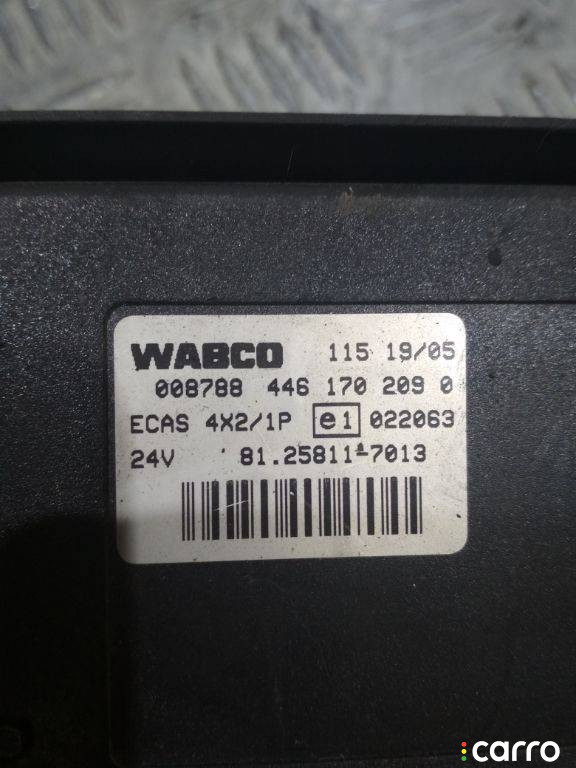 WABCO 115 19/05
008788 446 170 209 0
ECAS 4X2/1P e1 022063
24V 81.25811-7013
carro